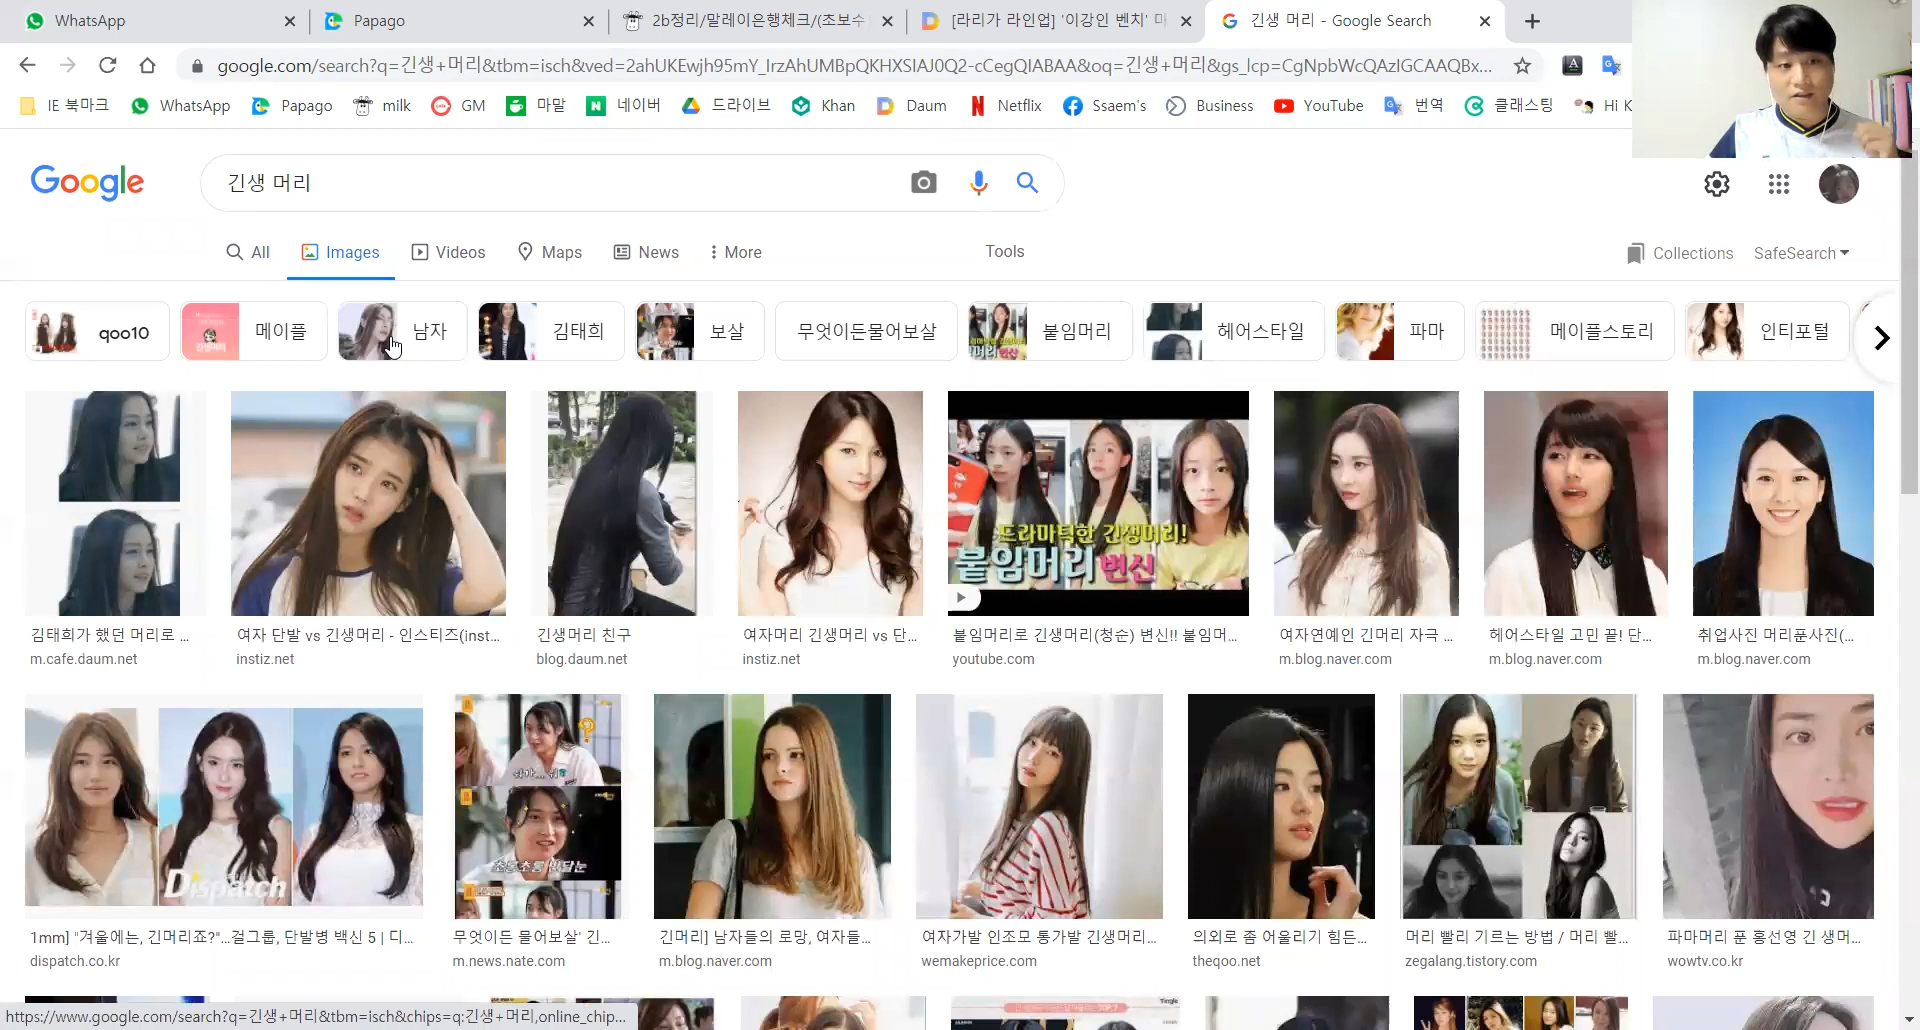 WhatsApp
Papago
2b정리/말레이은행체크/(초보수
[라리가 라인업] '이강인 벤치' 마
긴생 머리 - Google Search
google.com/search?q=긴생+머리&tbm=isch&ved=2ahUKEwjh95mY_IrzAhUMBpQKHXSIAJ0Q2-cCegQIABAA&oq=긴생+머리&gs_lcp=CgNpbWcQAzIGCAAQBx...
IE 북마크
WhatsApp
Papago
milk
GM
마말
네이버
드라이브
Khan
Daum
Netflix
Ssaem's
Business
YouTube
번역
클래스팅
Hi K
Google
긴생 머리
All
Images
Videos
Maps
News
More
Tools
Collections
SafeSearch
qoo10
메이플
남자
김태희
보살
무엇이든물어보살
붙임머리
헤어스타일
파마
메이플스토리
인티포털
드라마틱한 긴생머리!
붙임머리변신
김태희가 했던 머리로 ...
m.cafe.daum.net
여자 단발 vs 긴생머리 - 인스티즈(inst...
instiz.net
긴생머리 친구
blog.daum.net
여자머리 긴생머리 vs 단...
instiz.net
붙임머리로 긴생머리(청순) 변신!! 붙임머...
youtube.com
여자연예인 긴머리 자극 ...
m.blog.naver.com
헤어스타일 고민 끝! 단...
m.blog.naver.com
취업사진 머리푼사진(...
m.blog.naver.com
Dispatch
1mm] "겨울에는, 긴머리죠?"...걸그룹, 단발병 백신 5 | 디...
dispatch.co.kr
무엇이든 물어보살' 긴...
m.news.nate.com
긴머리] 남자들의 로망, 여자들...
m.blog.naver.com
여자가발 인조모 통가발 긴생머리...
wemakeprice.com
의외로 좀 어울리기 힘든...
theqoo.net
머리 빨리 기르는 방법 / 머리 빨...
zegalang.tistory.com
파마머리 푼 홍선영 긴 생머...
wowtv.co.kr
https://www.google.com/search?q=긴생+머리&tbm=isch&chips=q:긴생+머리,online_chip...